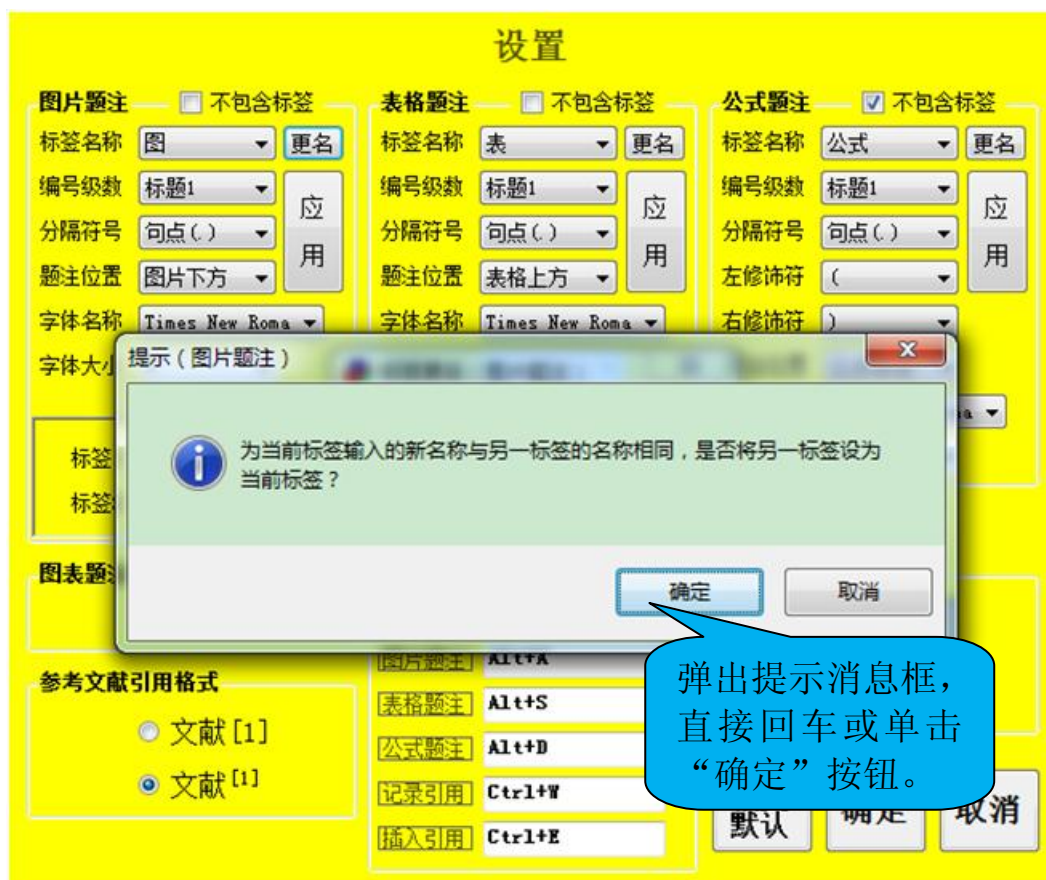 设置
图片题注 不包含标签
标签名称 图 更名
编号级数 标题1
应用
分隔符号 句点(.)
题注位置 图片下方
字体名称 Times New Roma
字体大小
标签
标签
表格题注 不包含标签
标签名称 表 更名
编号级数 标题1
应用
分隔符号 句点(.)
题注位置 表格上方
字体名称 Times New Roma
公式题注 不包含标签
标签名称 公式 更名
编号级数 标题1
应用
分隔符号 句点(.)
左修饰符 (
右修饰符 )
提示(图片题注)
为当前标签输入的新名称与另一标签的名称相同，是否将另一标签设为
当前标签？
确定 取消
图表题注
参考文献引用格式
文献[1]
文献[1]
图片题注 Alt+A
表格题注 Alt+S
公式题注 Alt+D
记录引用 Ctrl+W
插入引用 Ctrl+E
弹出提示消息框，
直接回车或单击
“确定”按钮。
默认 确定 取消